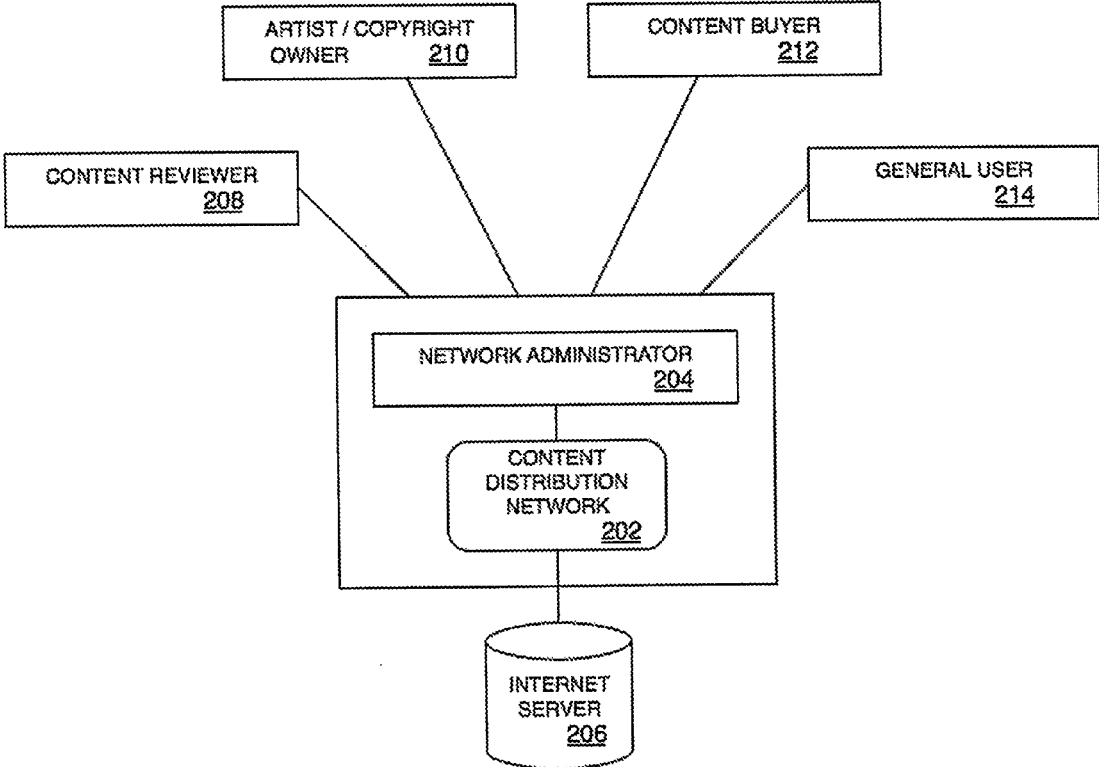 ARTIST / COPYRIGHT
OWNER 210
CONTENT BUYER
212
CONTENT REVIEWER
208
GENERAL USER
214
NETWORK ADMINISTRATOR
204
CONTENT
DISTRIBUTION
NETWORK
202
INTERNET
SERVER
206